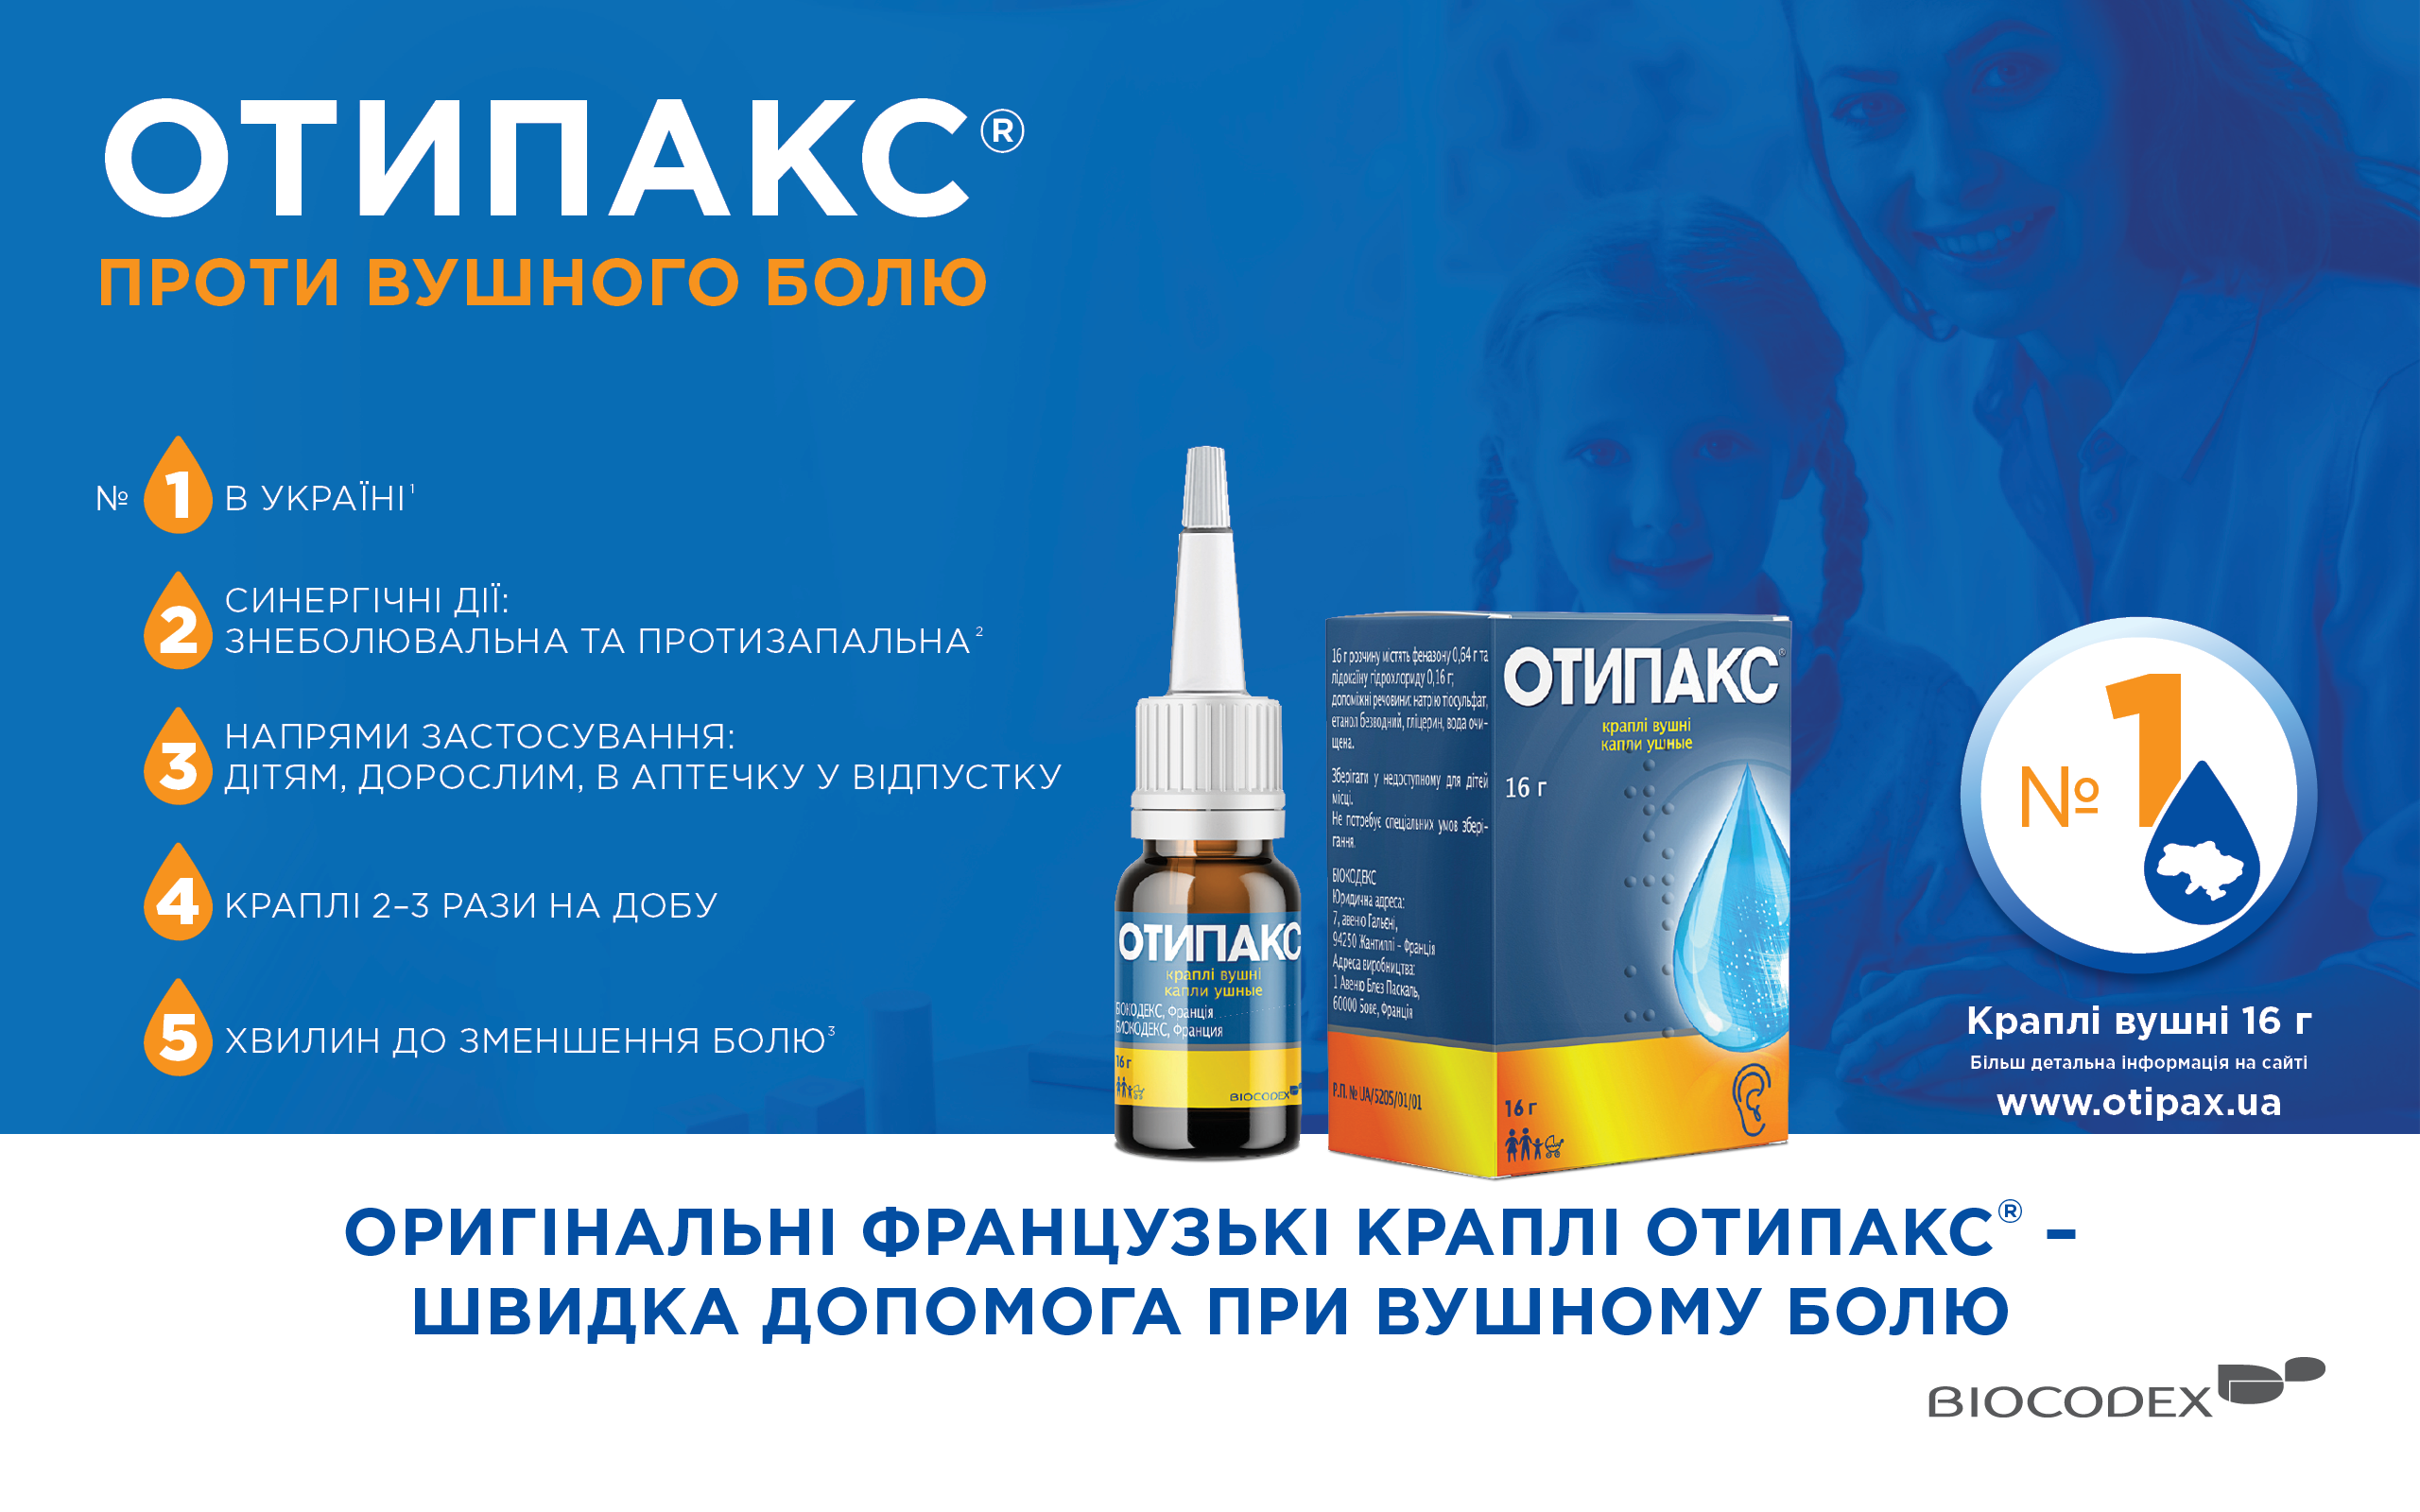 ОТИПАКС®
ПРОТИ ВУШНОГО БОЛЮ
№ 1 В УКРАЇНІ¹
2 СИНЕРГІЧНІ ДІЇ:
ЗНЕБОЛЮВАЛЬНА ТА ПРОТИЗАПАЛЬНА²
3 НАПРЯМИ ЗАСТОСУВАННЯ:
ДІТЯМ, ДОРОСЛИМ, В АПТЕЧКУ У ВІДПУСТКУ
4 КРАПЛІ 2–3 РАЗИ НА ДОБУ
5 ХВИЛИН ДО ЗМЕНШЕННЯ БОЛЮ³
ОТИПАКС
краплі вушні
капли ушные
БІОКОДЕКС, Франція
БИОКОДЕКС, Франция
16 г
BIOCODEX
16 г розчину містять феназону 0,64 г та
лідокаїну гідрохлориду 0,16 г;
допоміжні речовини: натрію тіосульфат,
етанол безводний, гліцерин, вода очи-
щена.
Зберігати у недоступному для дітей
місці.
Не потребує спеціальних умов збері-
гання.
БІОКОДЕКС
Юридична адреса:
7, авеню Гальєні,
94250 Жантиллі - Франція
Адреса виробництва:
1 Авеню Блез Паскаль,
60000 Бове, Франція
Р.П. № UA/5205/01/01
ОТИПАКС®
краплі вушні
капли ушные
16 г
16 г
№1
Краплі вушні 16 г
Більш детальна інформація на сайті
www.otipax.ua
ОРИГІНАЛЬНІ ФРАНЦУЗЬКІ КРАПЛІ ОТИПАКС® –
ШВИДКА ДОПОМОГА ПРИ ВУШНОМУ БОЛЮ
BIOCODEX